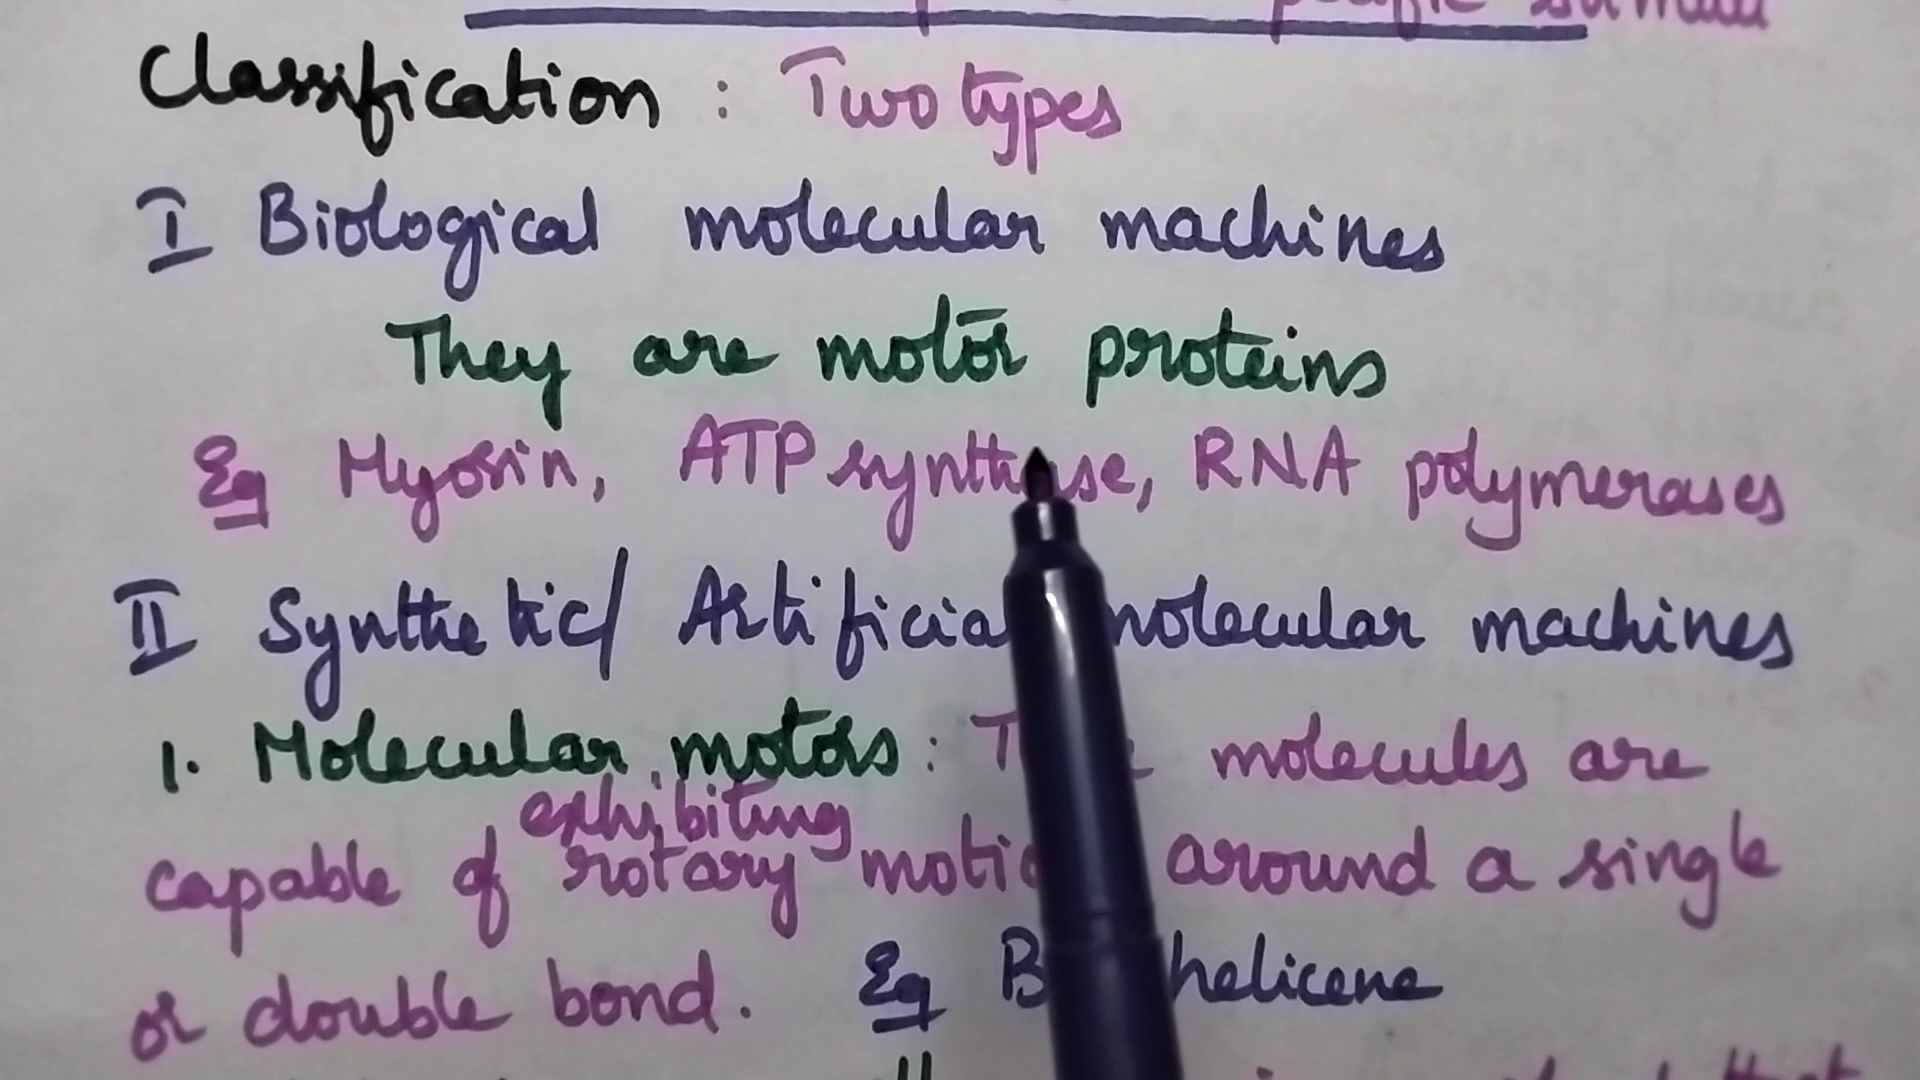 Classification : Two types
I Biological molecular machines
They are motor proteins
Eg Myosin, ATP synthase, RNA polymerases
II Synthetic/ Artificial molecular machines
1. Molecular motors : molecules are
exhibiting
capable of rotary motion around a single
or double bond. Eg helicene